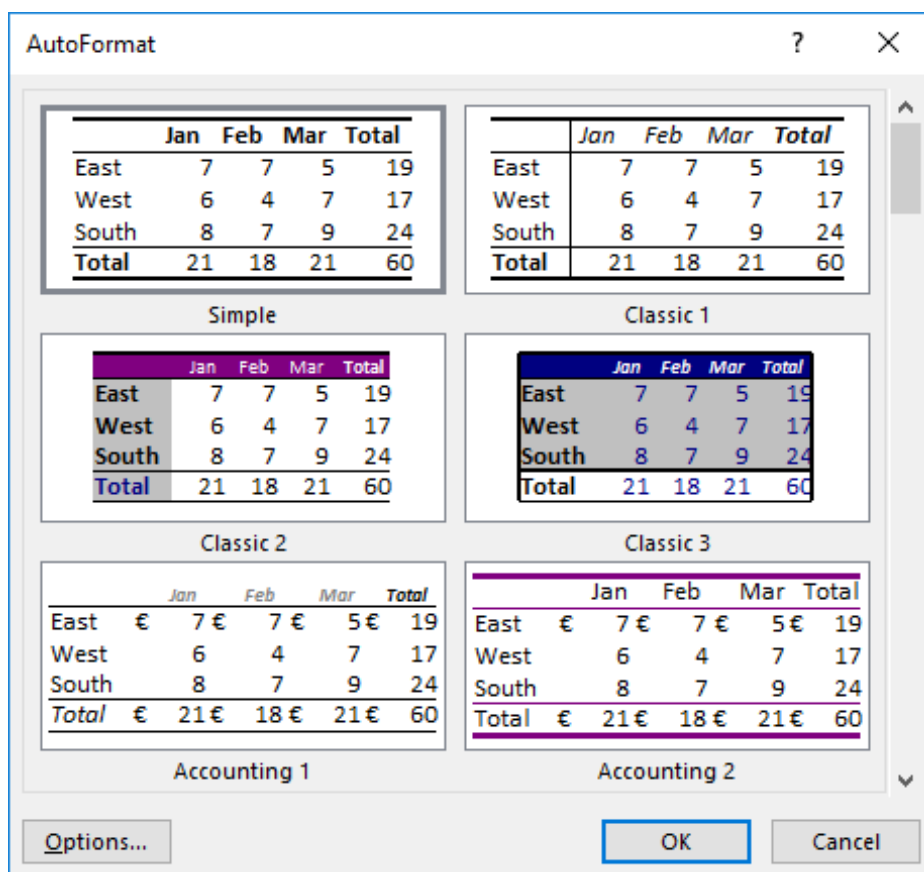 AutoFormat ?
Jan Feb Mar Total
East 7 7 5 19
West 6 4 7 17
South 8 7 9 24
Total 21 18 21 60
Simple
Jan Feb Mar Total
East 7 7 5 19
West 6 4 7 17
South 8 7 9 24
Total 21 18 21 60
Classic 1
Jan Feb Mar Total
East 7 7 5 19
West 6 4 7 17
South 8 7 9 24
Total 21 18 21 60
Classic 2
Jan Feb Mar Total
East 7 7 5 19
West 6 4 7 17
South 8 7 9 24
Total 21 18 21 60
Classic 3
Jan Feb Mar Total
East € 7 € 7 € 5 € 19
West 6 4 7 17
South 8 7 9 24
Total € 21 € 18 € 21 € 60
Accounting 1
Jan Feb Mar Total
East € 7 € 7 € 5 € 19
West 6 4 7 17
South 8 7 9 24
Total € 21 € 18 € 21 € 60
Accounting 2
Options... OK Cancel